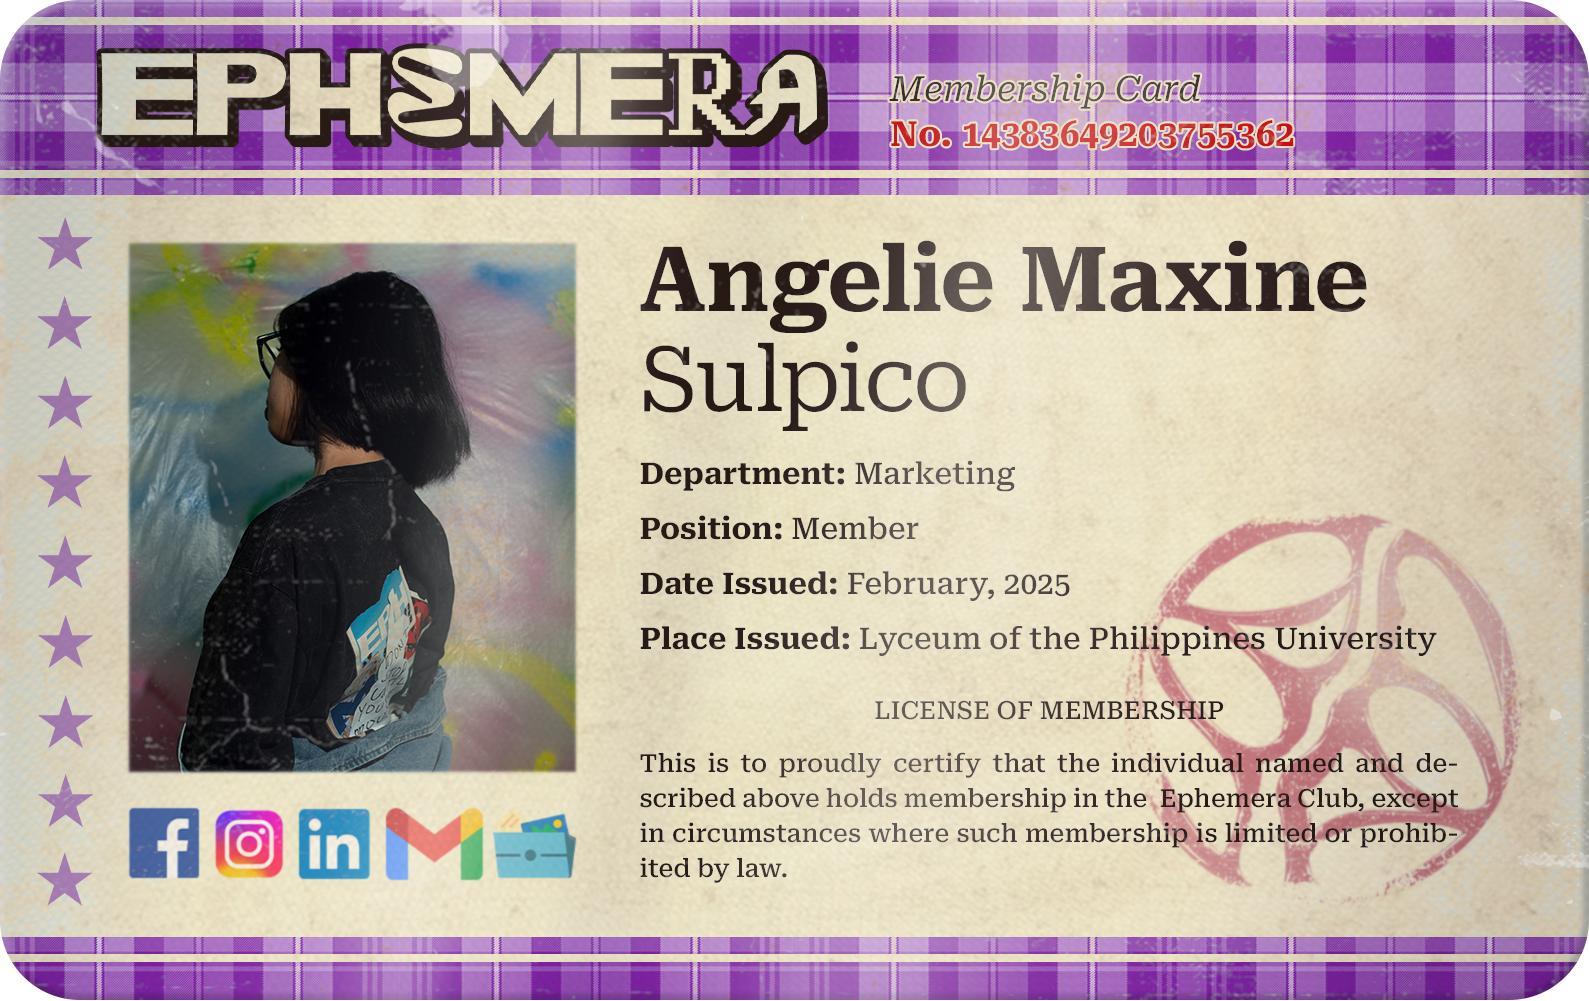 EPHEMERA
Membership Card
No. 14383649203755362
Angelie Maxine
Sulpico
Department: Marketing
Position: Member
Date Issued: February, 2025
Place Issued: Lyceum of the Philippines University
LICENSE OF MEMBERSHIP
This is to proudly certify that the individual named and de-
scribed above holds membership in the Ephemera Club, except
in circumstances where such membership is limited or prohib-
ited by law.
EPH
YOU
f
in